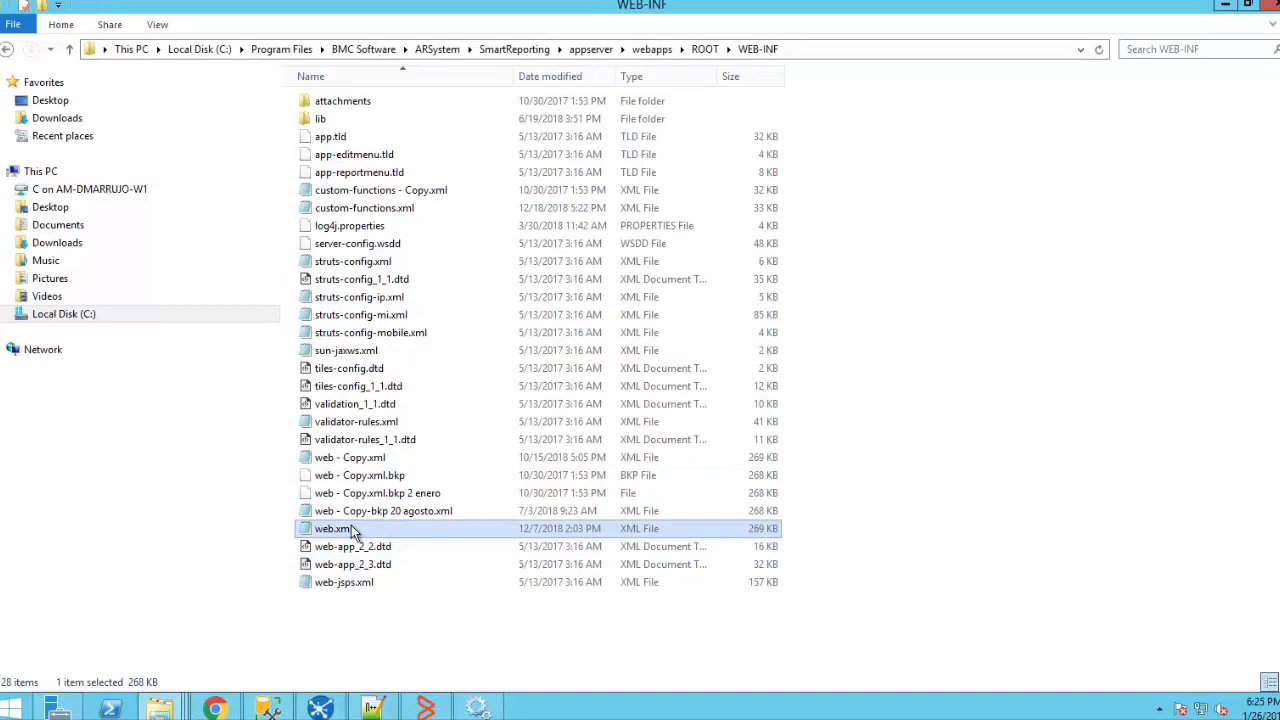 WEB-INF
File Home Share View
This PC Local Disk (C:) Program Files BMC Software ARSystem SmartReporting appserver webapps ROOT WEB-INF Search WEB-INF
Favorites
Desktop
Downloads
Recent places
This PC
C on AM-DMARRUJO-W1
Desktop
Documents
Downloads
Music
Pictures
Videos
Local Disk (C:)
Network
Name Date modified Type Size
attachments 10/30/2017 1:53 PM File folder
lib 6/19/2018 3:51 PM File folder
app.tld 5/13/2017 3:16 AM TLD File 32 KB
app-editmenu.tld 5/13/2017 3:16 AM TLD File 4 KB
app-reportmenu.tld 5/13/2017 3:16 AM TLD File 8 KB
custom-functions - Copy.xml 10/30/2017 1:53 PM XML File 32 KB
custom-functions.xml 12/18/2018 5:22 PM XML File 33 KB
log4j.properties 3/30/2018 11:42 AM PROPERTIES File 4 KB
server-config.wsdd 5/13/2017 3:16 AM WSDD File 48 KB
struts-config.xml 5/13/2017 3:16 AM XML File 6 KB
struts-config_1_1.dtd 5/13/2017 3:16 AM XML Document T... 35 KB
struts-config-ip.xml 5/13/2017 3:16 AM XML File 5 KB
struts-config-mi.xml 5/13/2017 3:16 AM XML File 85 KB
struts-config-mobile.xml 5/13/2017 3:16 AM XML File 4 KB
sun-jaxws.xml 5/13/2017 3:16 AM XML File 2 KB
tiles-config.dtd 5/13/2017 3:16 AM XML Document T... 2 KB
tiles-config_1_1.dtd 5/13/2017 3:16 AM XML Document T... 12 KB
validation_1_1.dtd 5/13/2017 3:16 AM XML Document T... 10 KB
validator-rules.xml 5/13/2017 3:16 AM XML File 41 KB
validator-rules_1_1.dtd 5/13/2017 3:16 AM XML Document T... 11 KB
web - Copy.xml 10/15/2018 5:05 PM XML File 269 KB
web - Copy.xml.bkp 10/30/2017 1:53 PM BKP File 268 KB
web - Copy.xml.bkp 2 enero 10/30/2017 1:53 PM File 268 KB
web - Copy-bkp 20 agosto.xml 7/3/2018 9:23 AM XML File 268 KB
web.xml 12/7/2018 2:03 PM XML File 269 KB
web-app_2_2.dtd 5/13/2017 3:16 AM XML Document T... 16 KB
web-app_2_3.dtd 5/13/2017 3:16 AM XML Document T... 32 KB
web-jsps.xml 5/13/2017 3:16 AM XML File 157 KB
28 items 1 item selected 268 KB
6:25 PM